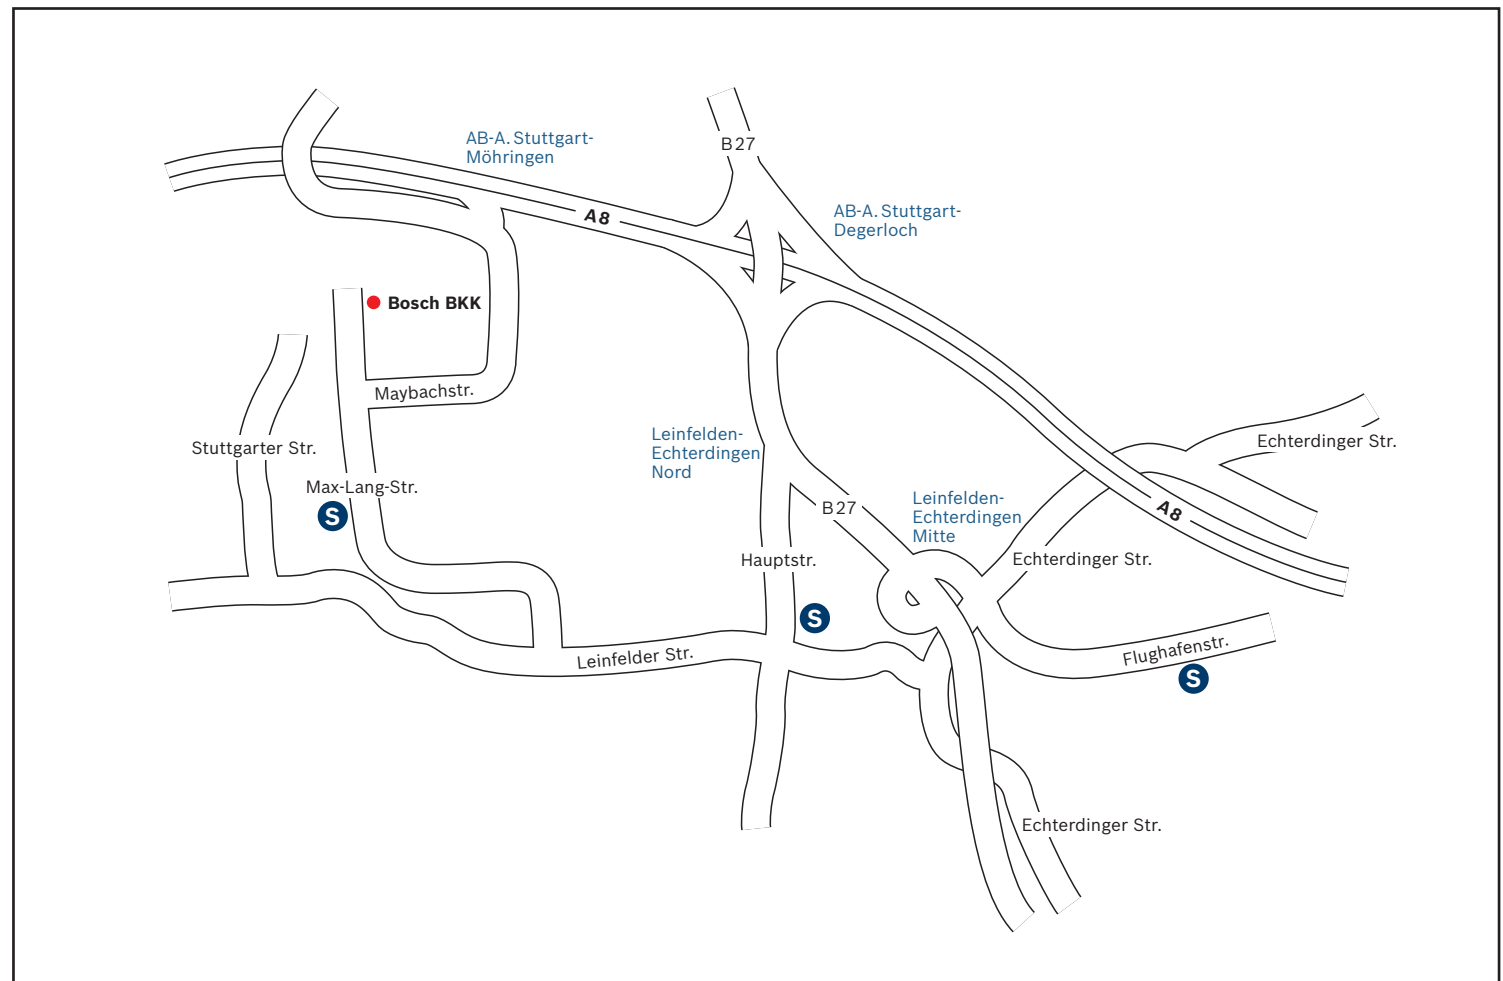 B 27
AB-A. Stuttgart-
Möhringen
A8
AB-A. Stuttgart-
Degerloch
Bosch BKK
Maybachstr.
Stuttgarter Str.
Max-Lang-Str.
S
Leinfelden-
Echterdingen
Nord
Echterdinger Str.
B 27
Leinfelden-
Echterdingen
Mitte
A8
Hauptstr.
Echterdinger Str.
S
Leinfelder Str.
Flughafenstr.
S
Echterdinger Str.